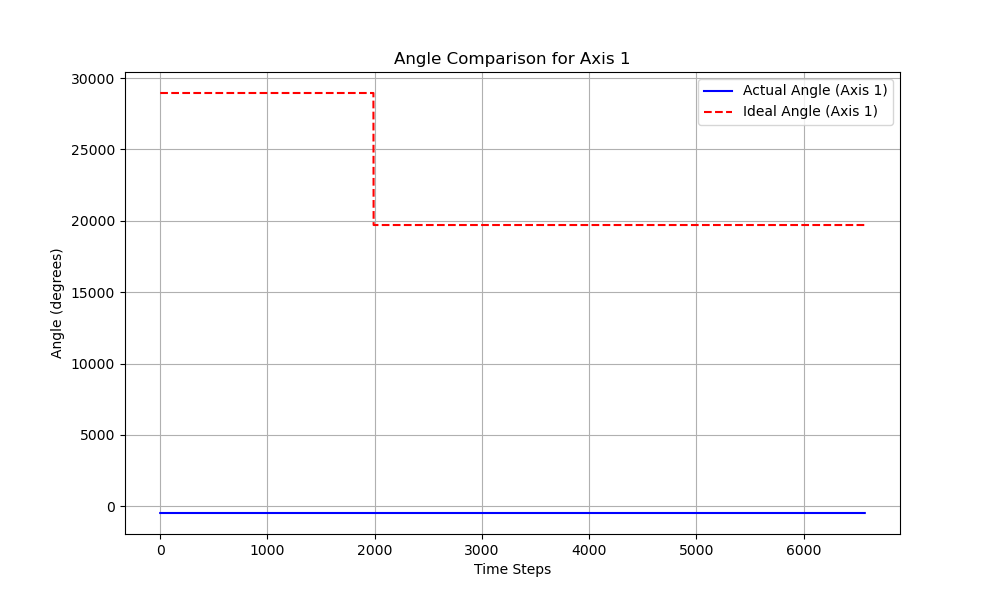 Angle Comparison for Axis 1
Actual Angle (Axis 1)
Ideal Angle (Axis 1)
Angle (degrees)
30000
25000
20000
15000
10000
5000
0
0 1000 2000 3000 4000 5000 6000
Time Steps